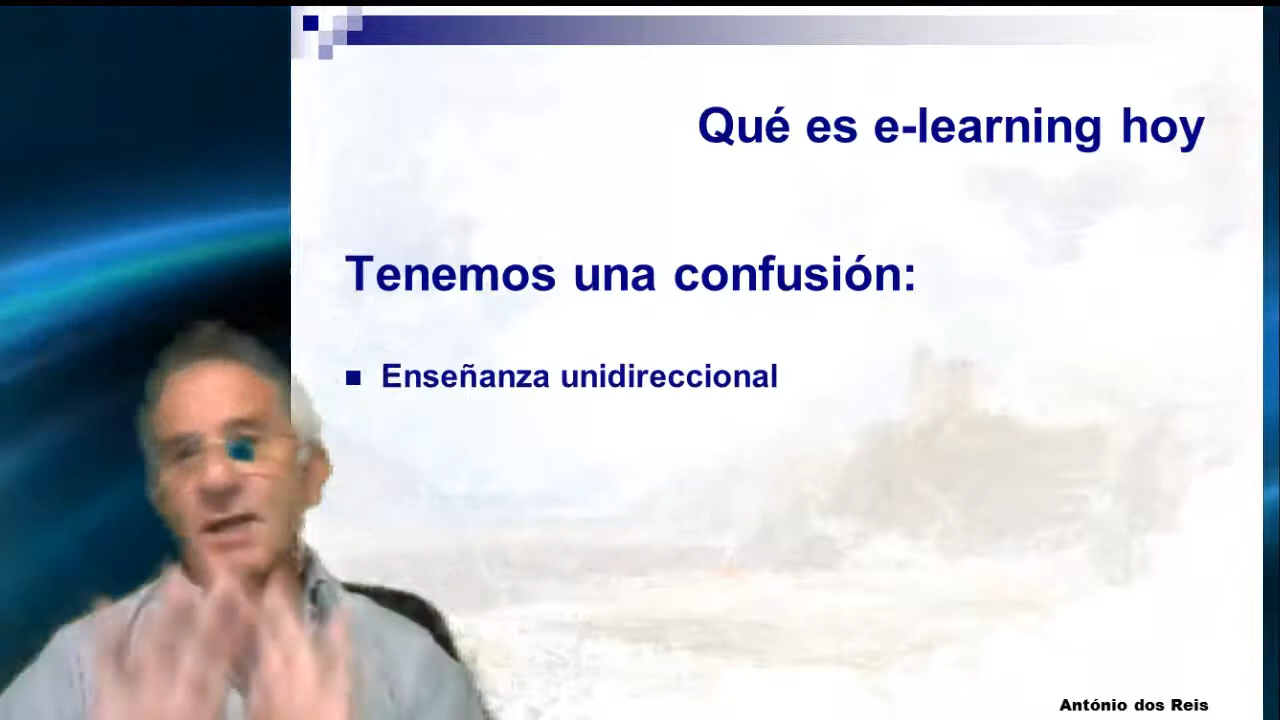 Qué es e-learning hoy
Tenemos una confusión:
Enseñanza unidireccional
António dos Reis